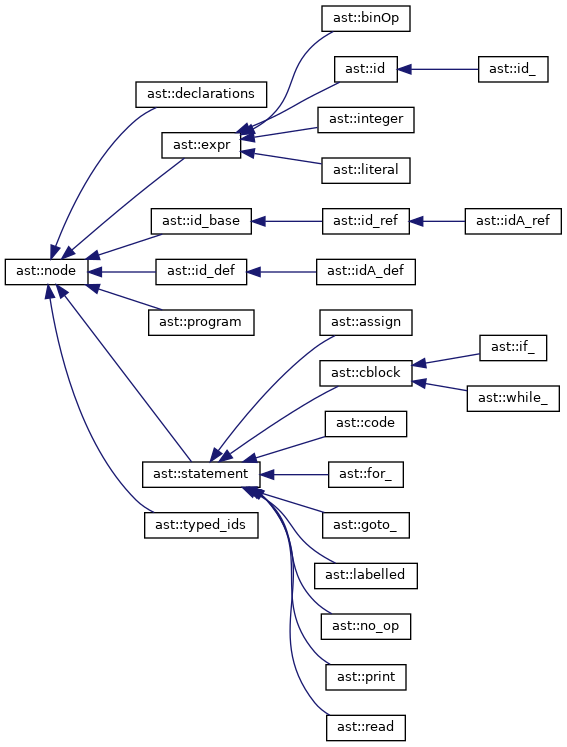 ast::binOp
ast::id
ast::id_
ast::declarations
ast::integer
ast::expr
ast::literal
ast::id_base
ast::id_ref
ast::idA_ref
ast::node
ast::id_def
ast::idA_def
ast::program
ast::assign
ast::if_
ast::cblock
ast::while_
ast::code
ast::statement
ast::for_
ast::typed_ids
ast::goto_
ast::labelled
ast::no_op
ast::print
ast::read